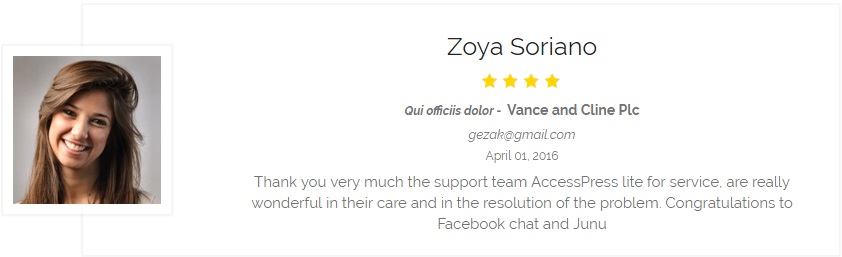 Zoya Soriano
Qui officiis dolor - Vance and Cline Plc
gezak@gmail.com
April 01, 2016
Thank you very much the support team AccessPress lite for service, are really
wonderful in their care and in the resolution of the problem. Congratulations to
Facebook chat and Junu